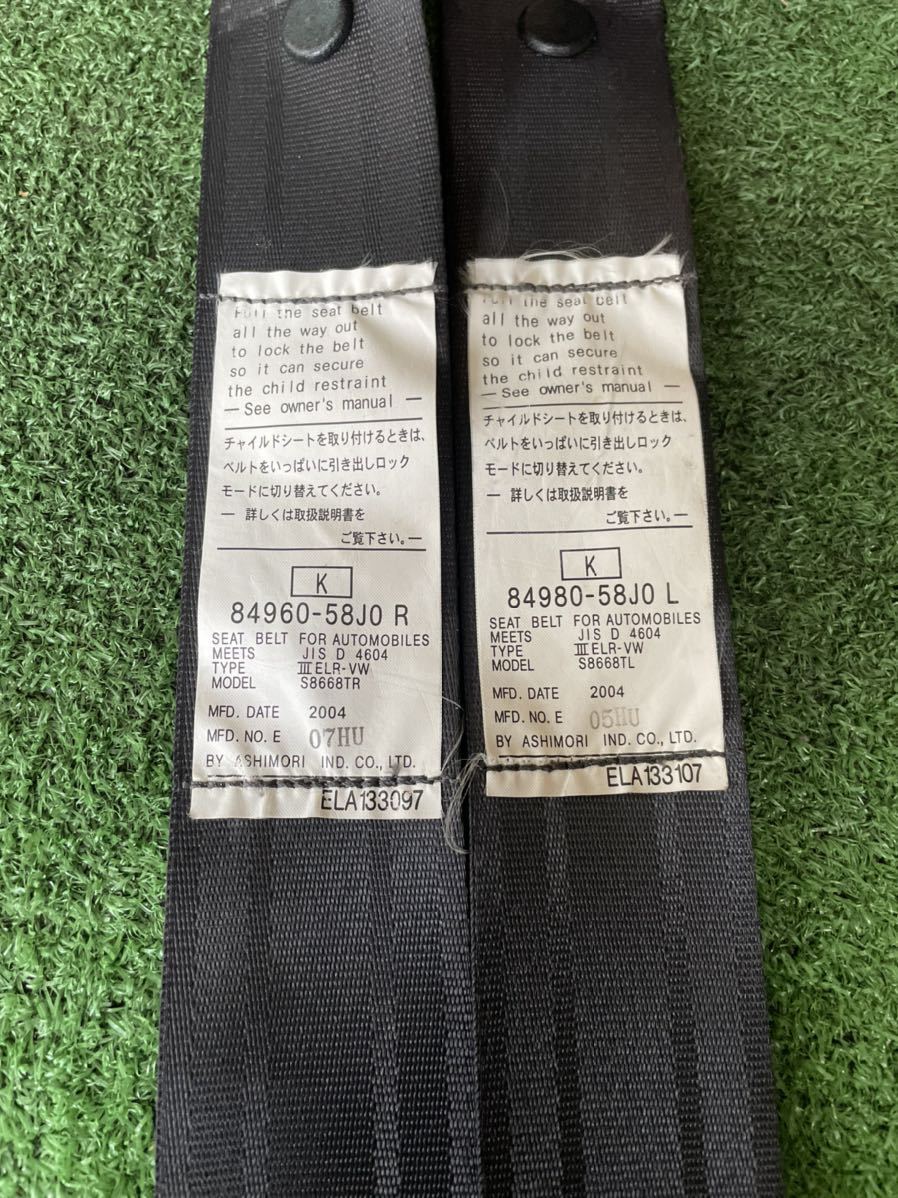 Pull the seat belt
all the way out
to lock the belt
so it can secure
the child restraint
— See owner's manual —
チャイルドシートを取り付けるときは、
ベルトをいっぱいに引き出しロック
モードに切り替えてください。
— 詳しくは取扱説明書を
ご覧下さい。—
K
84960-58J0 R
SEAT BELT FOR AUTOMOBILES
MEETS JIS D 4604
TYPE ⅢELR-VW
MODEL S8668TR
MFD. DATE 2004
MFD. NO. E 07HU
BY ASHIMORI IND. CO., LTD.
ELA133097
Pull the seat belt
all the way out
to lock the belt
so it can secure
the child restraint
— See owner's manual —
チャイルドシートを取り付けるときは、
ベルトをいっぱいに引き出しロック
モードに切り替えてください。
— 詳しくは取扱説明書を
ご覧下さい。—
K
84980-58J0 L
SEAT BELT FOR AUTOMOBILES
MEETS JIS D 4604
TYPE ⅢELR-VW
MODEL S8668TL
MFD. DATE 2004
MFD. NO. E 05HU
BY ASHIMORI IND. CO., LTD.
ELA133107